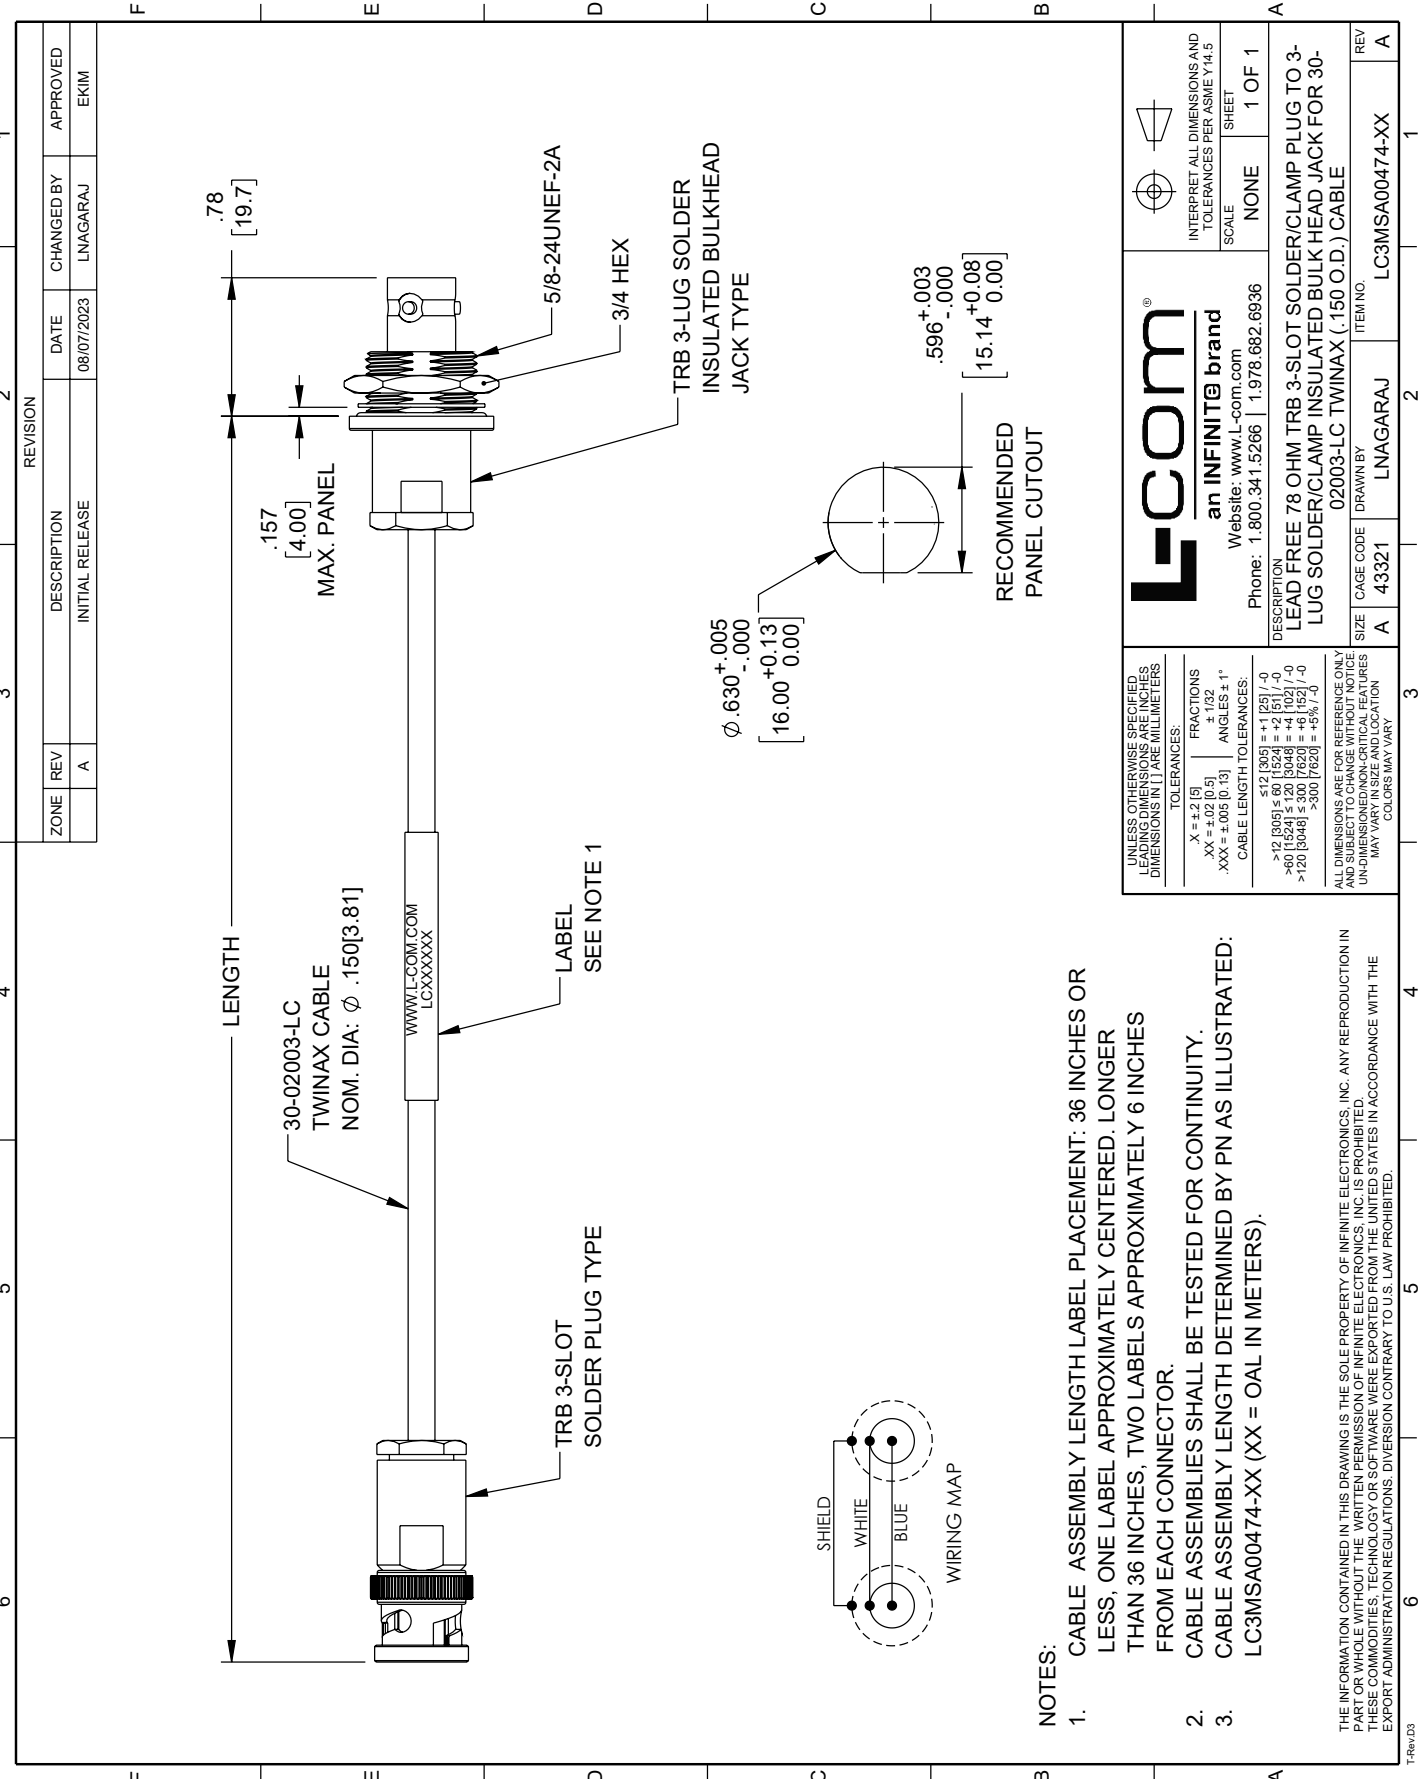 F
E
D
C
B
A
1
2
3
4
5
6
REVISION
ZONE REV DESCRIPTION DATE CHANGED BY APPROVED
A INITIAL RELEASE 08/07/2023 LNAGARAJ EKIM
LENGTH
.78
[19.7]
.157
[4.00]
MAX. PANEL
30-02003-LC
TWINAX CABLE
NOM. DIA: ∅ .150[3.81]
WWW.L-COM.COM
LCXXXXXX
5/8-24UNEF-2A
3/4 HEX
TRB 3-LUG SOLDER
INSULATED BULKHEAD
JACK TYPE
LABEL
SEE NOTE 1
TRB 3-SLOT
SOLDER PLUG TYPE
∅.630 +.005 -.000
[16.00 +0.13 0.00]
.596 +.003 -.000
[15.14 +0.08 0.00]
RECOMMENDED
PANEL CUTOUT
SHIELD
WHITE
BLUE
WIRING MAP
NOTES:
1. CABLE ASSEMBLY LENGTH LABEL PLACEMENT: 36 INCHES OR
LESS, ONE LABEL APPROXIMATELY CENTERED. LONGER
THAN 36 INCHES, TWO LABELS APPROXIMATELY 6 INCHES
FROM EACH CONNECTOR.
2. CABLE ASSEMBLIES SHALL BE TESTED FOR CONTINUITY.
3. CABLE ASSEMBLY LENGTH DETERMINED BY PN AS ILLUSTRATED:
LC3MSA00474-XX (XX = OAL IN METERS).
THE INFORMATION CONTAINED IN THIS DRAWING IS THE SOLE PROPERTY OF INFINITE ELECTRONICS, INC. ANY REPRODUCTION IN
PART OR WHOLE WITHOUT THE WRITTEN PERMISSION OF INFINITE ELECTRONICS, INC. IS PROHIBITED.
THESE COMMODITIES, TECHNOLOGY OR SOFTWARE WERE EXPORTED FROM THE UNITED STATES IN ACCORDANCE WITH THE
EXPORT ADMINISTRATION REGULATIONS. DIVERSION CONTRARY TO U.S. LAW PROHIBITED.
UNLESS OTHERWISE SPECIFIED
LEADING DIMENSIONS ARE INCHES
DIMENSIONS IN [ ] ARE MILLIMETERS
TOLERANCES:
.X = ±.2 [5] FRACTIONS
.XX = ±.02 [0.5] ± 1/32
.XXX = ±.005 [0.13] ANGLES ± 1°
CABLE LENGTH TOLERANCES:
≤12 [305] = +1 [25] / -0
>12 [305] ≤ 60 [1524] = +2 [51] / -0
>60 [1524] ≤ 120 [3048] = +4 [102] / -0
>120 [3048] ≤ 300 [7620] = +6 [152] / -0
>300 [7620] = +5% / -0
ALL DIMENSIONS ARE FOR REFERENCE ONLY
AND SUBJECT TO CHANGE WITHOUT NOTICE.
UN-DIMENSIONED/NON-CRITICAL FEATURES
MAY VARY IN SIZE AND LOCATION
COLORS MAY VARY
L-com®
an INFINITE brand
Website: www.L-com.com
Phone: 1.800.341.5266 | 1.978.682.6936
INTERPRET ALL DIMENSIONS AND
TOLERANCES PER ASME Y14.5
SCALE NONE
SHEET 1 OF 1
DESCRIPTION
LEAD FREE 78 OHM TRB 3-SLOT SOLDER/CLAMP PLUG TO 3-
LUG SOLDER/CLAMP INSULATED BULK HEAD JACK FOR 30-
02003-LC TWINAX (.150 O.D.) CABLE
SIZE A
CAGE CODE 43321
DRAWN BY LNAGARAJ
ITEM NO. LC3MSA00474-XX
REV A
T-Rev.D3